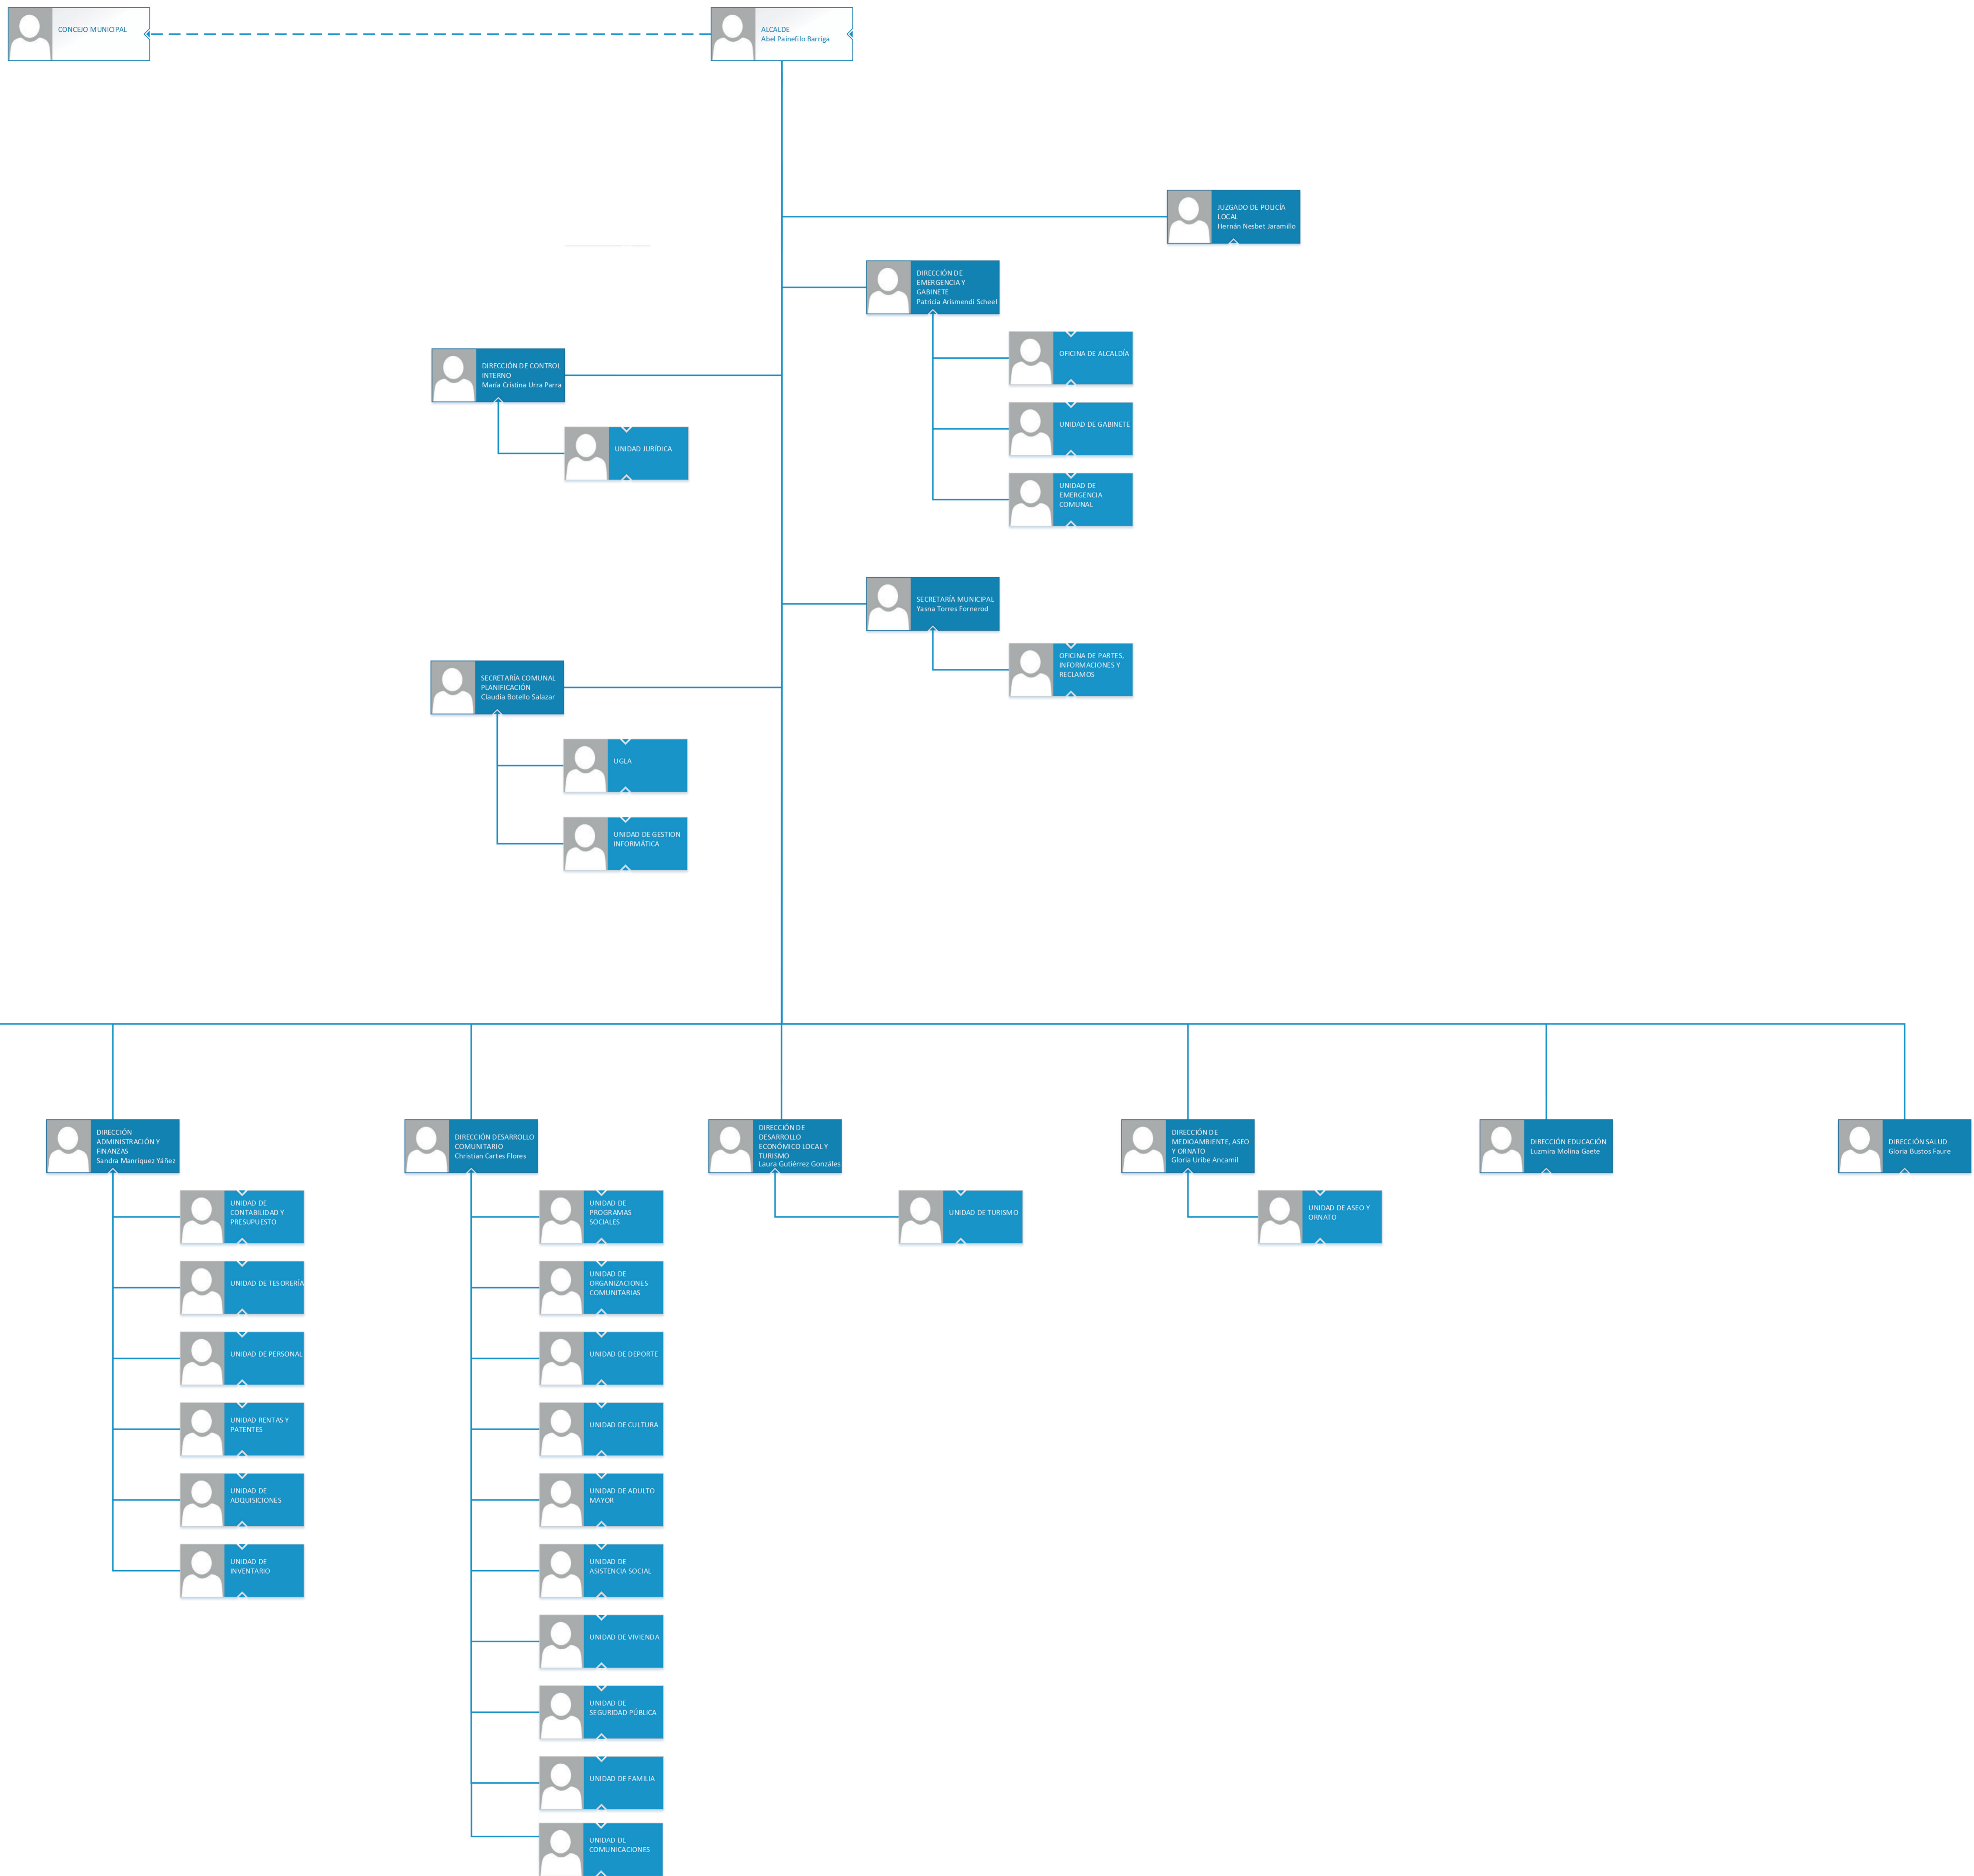 CONCEJO MUNICIPAL
ALCALDE
Abel Painefilo Barriga
JUZGADO DE POLICÍA
LOCAL
Hernán Nesbet Jaramillo
DIRECCIÓN DE
EMERGENCIA Y
GABINETE
Patricia Arismendi Scheel
OFICINA DE ALCALDÍA
UNIDAD DE GABINETE
UNIDAD DE
EMERGENCIA
COMUNAL
DIRECCIÓN DE CONTROL
INTERNO
María Cristina Urra Parra
UNIDAD JURÍDICA
SECRETARÍA MUNICIPAL
Yasna Torres Fornerod
OFICINA DE PARTES,
INFORMACIONES Y
RECLAMOS
SECRETARÍA COMUNAL
PLANIFICACIÓN
Claudia Botello Salazar
UGLA
UNIDAD DE GESTION
INFORMÁTICA
DIRECCIÓN
ADMINISTRACIÓN Y
FINANZAS
Sandra Manríquez Yáñez
UNIDAD DE
CONTABILIDAD Y
PRESUPUESTO
UNIDAD DE TESORERÍA
UNIDAD DE PERSONAL
UNIDAD RENTAS Y
PATENTES
UNIDAD DE
ADQUISICIONES
UNIDAD DE
INVENTARIO
DIRECCIÓN DESARROLLO
COMUNITARIO
Christian Cartes Flores
UNIDAD DE
PROGRAMAS
SOCIALES
UNIDAD DE
ORGANIZACIONES
COMUNITARIAS
UNIDAD DE DEPORTE
UNIDAD DE CULTURA
UNIDAD DE ADULTO
MAYOR
UNIDAD DE
ASISTENCIA SOCIAL
UNIDAD DE VIVIENDA
UNIDAD DE
SEGURIDAD PÚBLICA
UNIDAD DE FAMILIA
UNIDAD DE
COMUNICACIONES
DIRECCIÓN DE
DESARROLLO
ECONÓMICO LOCAL Y
TURISMO
Laura Gutiérrez Gonzáles
UNIDAD DE TURISMO
DIRECCIÓN DE
MEDIOAMBIENTE, ASEO
Y ORNATO
Gloria Uribe Ancamil
UNIDAD DE ASEO Y
ORNATO
DIRECCIÓN EDUCACIÓN
Luzmira Molina Gaete
DIRECCIÓN SALUD
Gloria Bustos Faure